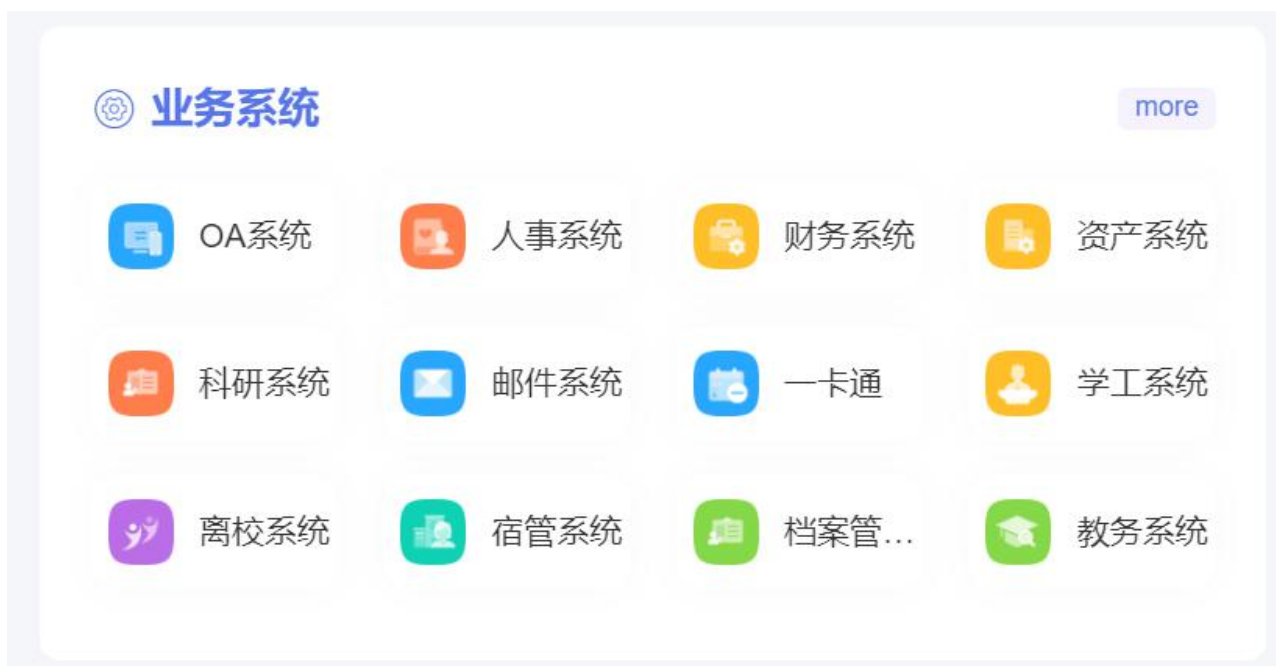 业务系统 more
OA系统 人事系统 财务系统 资产系统
科研系统 邮件系统 一卡通 学工系统
离校系统 宿管系统 档案管... 教务系统